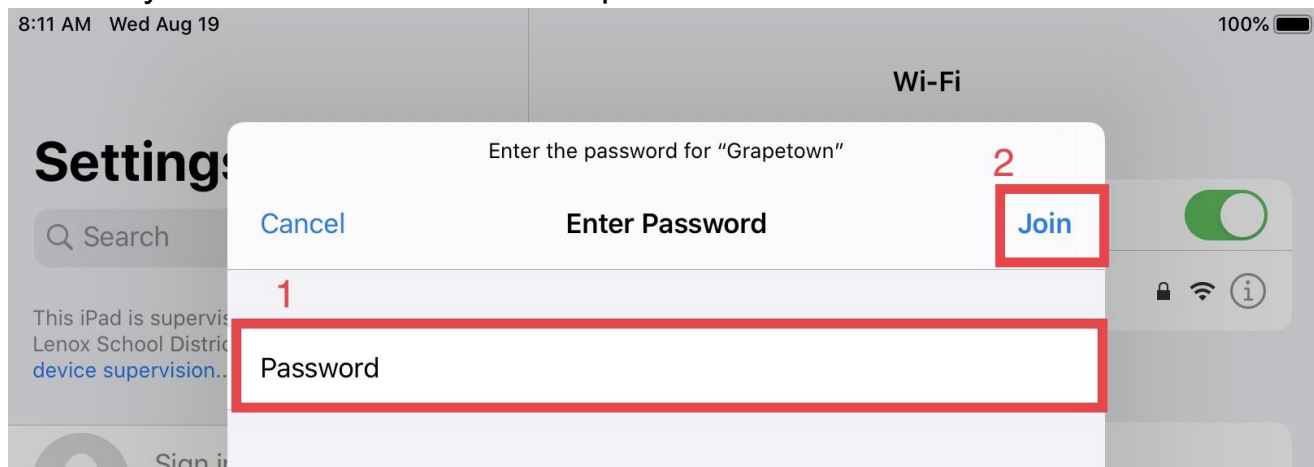 8:11 AM Wed Aug 19
100%
Wi-Fi
Settings
Enter the password for “Grapetown”
2
Cancel
Enter Password
Join
Search
1
This iPad is supervis
Lenox School Distric
device supervision..
Password
Sign i